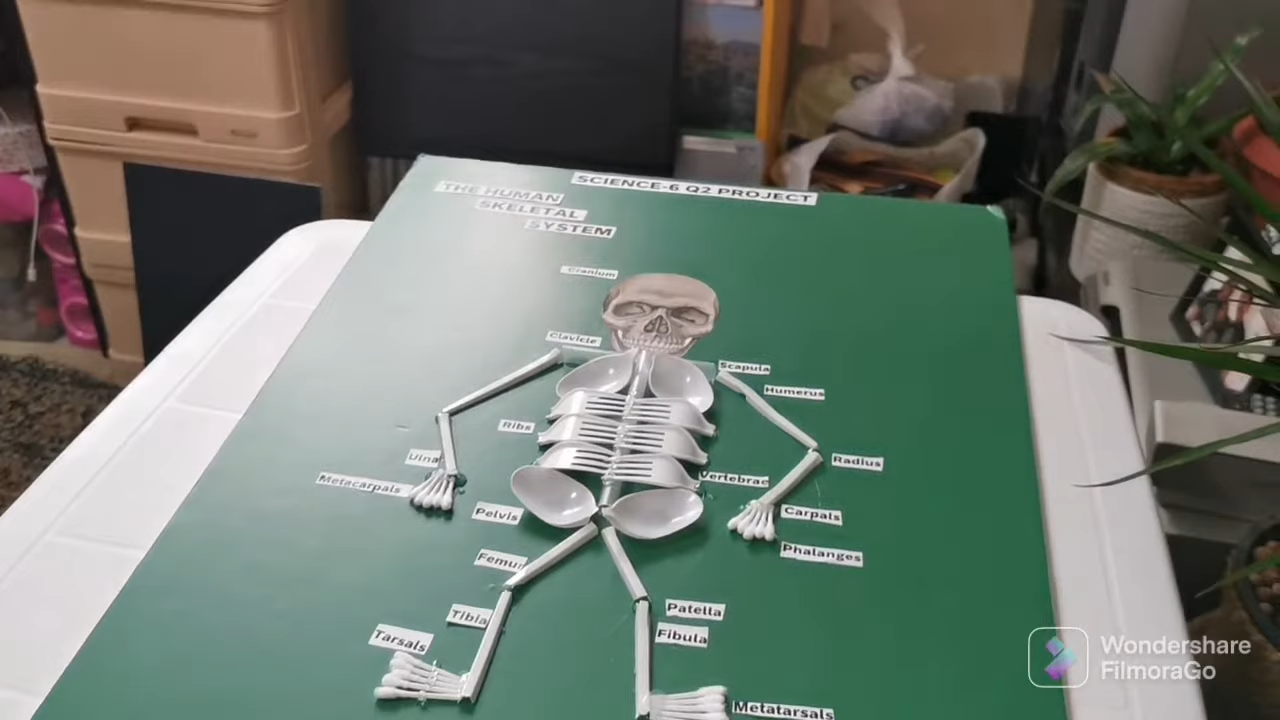 SCIENCE-6 Q2 PROJECT
THE HUMAN
SKELETAL
SYSTEM
Cranium
Clavicle
Scapula
Humerus
Ribs
Ulna
Radius
Metacarpals
Vertebrae
Pelvis
Carpals
Phalanges
Femur
Tibia
Patella
Fibula
Tarsals
Metatarsals
Wondershare
FilmoraGo